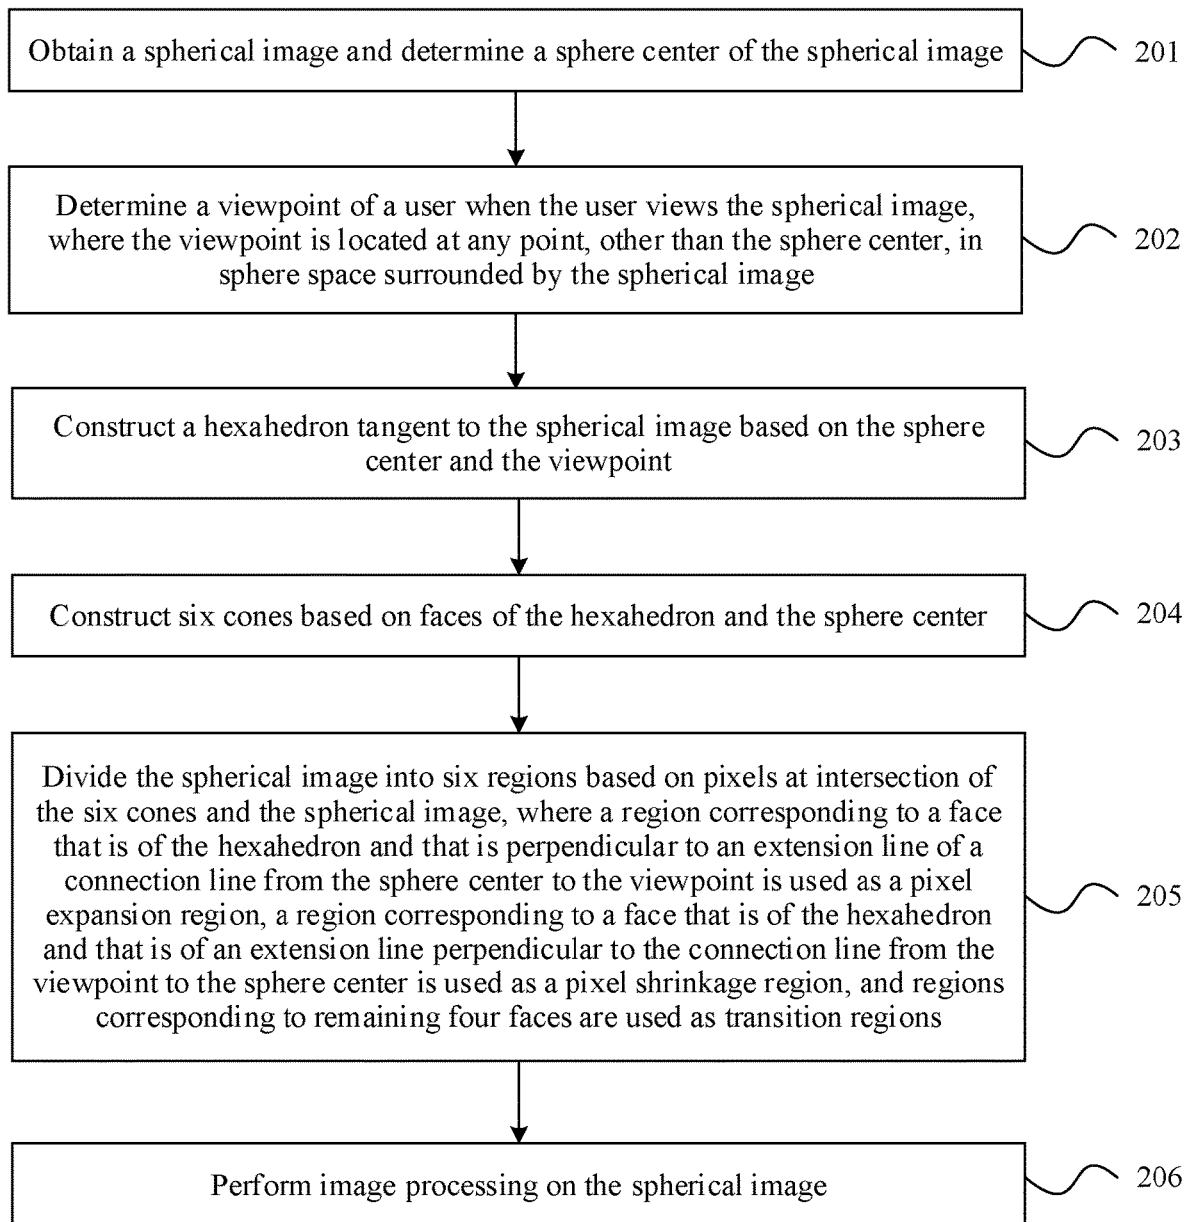 Obtain a spherical image and determine a sphere center of the spherical image
201
Determine a viewpoint of a user when the user views the spherical image,
where the viewpoint is located at any point, other than the sphere center, in
sphere space surrounded by the spherical image
202
Construct a hexahedron tangent to the spherical image based on the sphere
center and the viewpoint
203
Construct six cones based on faces of the hexahedron and the sphere center
204
Divide the spherical image into six regions based on pixels at intersection of
the six cones and the spherical image, where a region corresponding to a face
that is of the hexahedron and that is perpendicular to an extension line of a
connection line from the sphere center to the viewpoint is used as a pixel
expansion region, a region corresponding to a face that is of the hexahedron
and that is of an extension line perpendicular to the connection line from the
viewpoint to the sphere center is used as a pixel shrinkage region, and regions
corresponding to remaining four faces are used as transition regions
205
Perform image processing on the spherical image
206